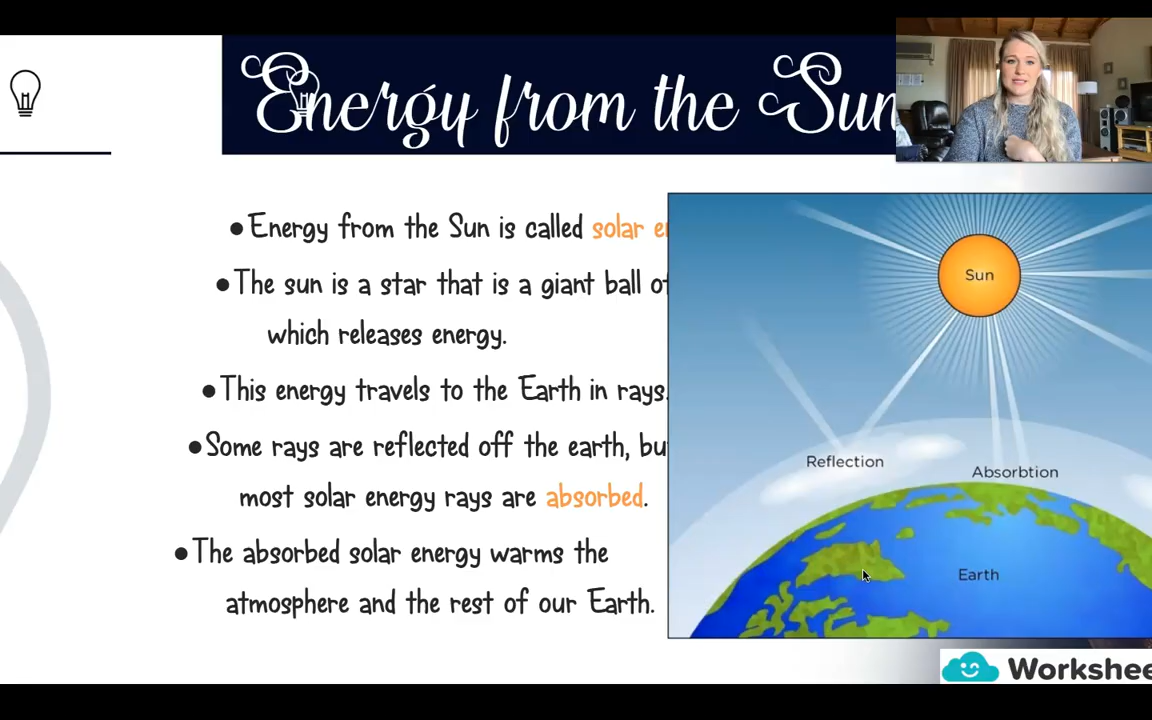 Energy from the Sun
●Energy from the Sun is called solar
●The sun is a star that is a giant ball of
which releases energy.
●This energy travels to the Earth in rays.
●Some rays are reflected off the earth, but
most solar energy rays are absorbed.
●The absorbed solar energy warms the
atmosphere and the rest of our Earth.
Sun
Reflection
Absorbtion
Earth